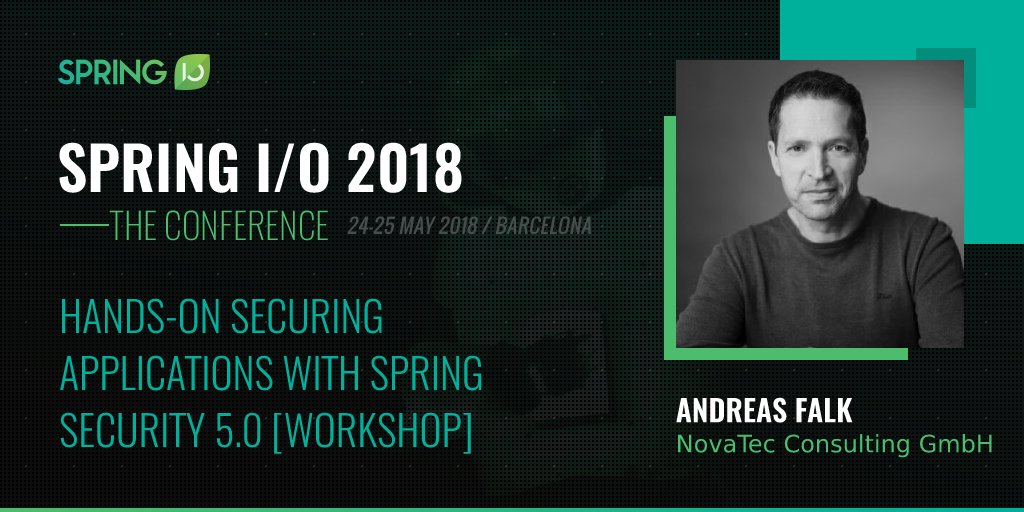 SPRING IO
SPRING I/O 2018
THE CONFERENCE 24-25 MAY 2018 / BARCELONA
HANDS-ON SECURING
APPLICATIONS WITH SPRING
SECURITY 5.0 [WORKSHOP]
ANDREAS FALK
NovaTec Consulting GmbH